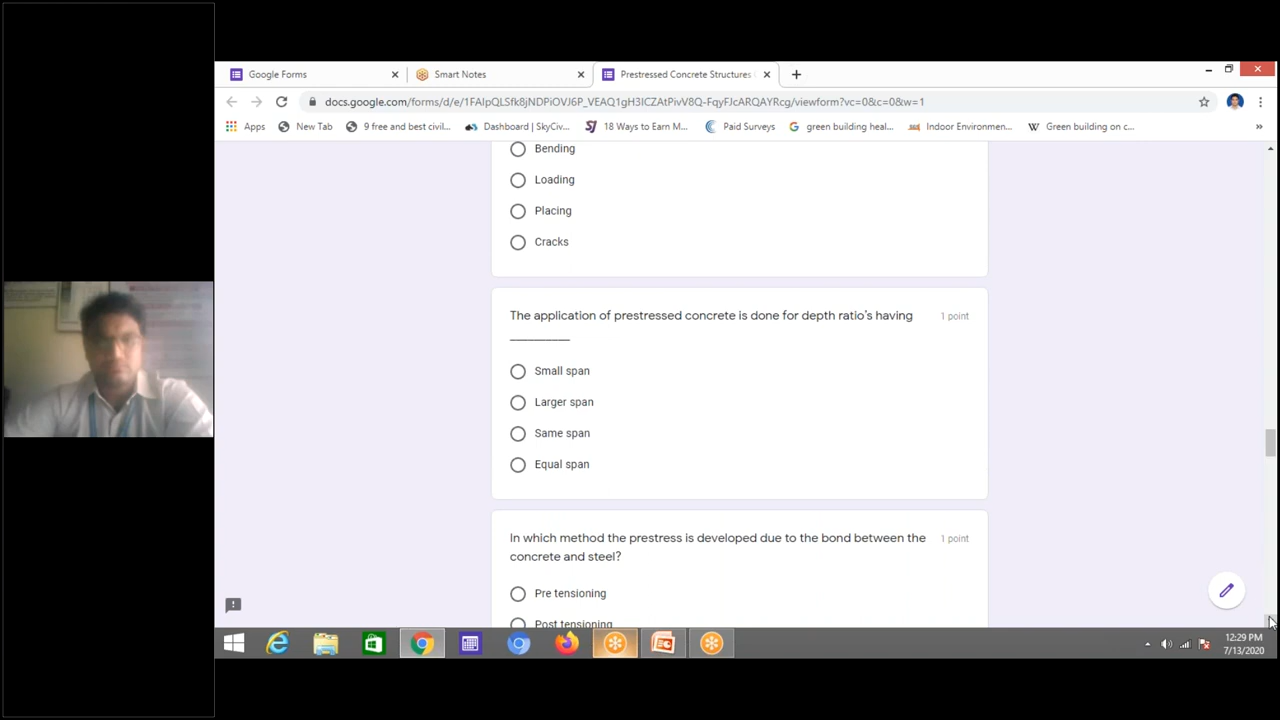 Google Forms
Smart Notes
Prestressed Concrete Structures
docs.google.com/forms/d/e/1FAIpQLSfk8jNDPiOVJ6P_VEAQ1gH3ICZAtPivV8Q-FqyFJcARQAYRcg/viewform?vc=0&c=0&w=1
Apps
New Tab
9 free and best civil...
Dashboard | SkyCiv...
18 Ways to Earn M...
Paid Surveys
green building heal...
Indoor Environmen...
Green building on c...
Bending
Loading
Placing
Cracks
The application of prestressed concrete is done for depth ratio's having
__________
1 point
Small span
Larger span
Same span
Equal span
In which method the prestress is developed due to the bond between the
concrete and steel?
1 point
Pre tensioning
Post tensioning
12:29 PM
7/13/2020